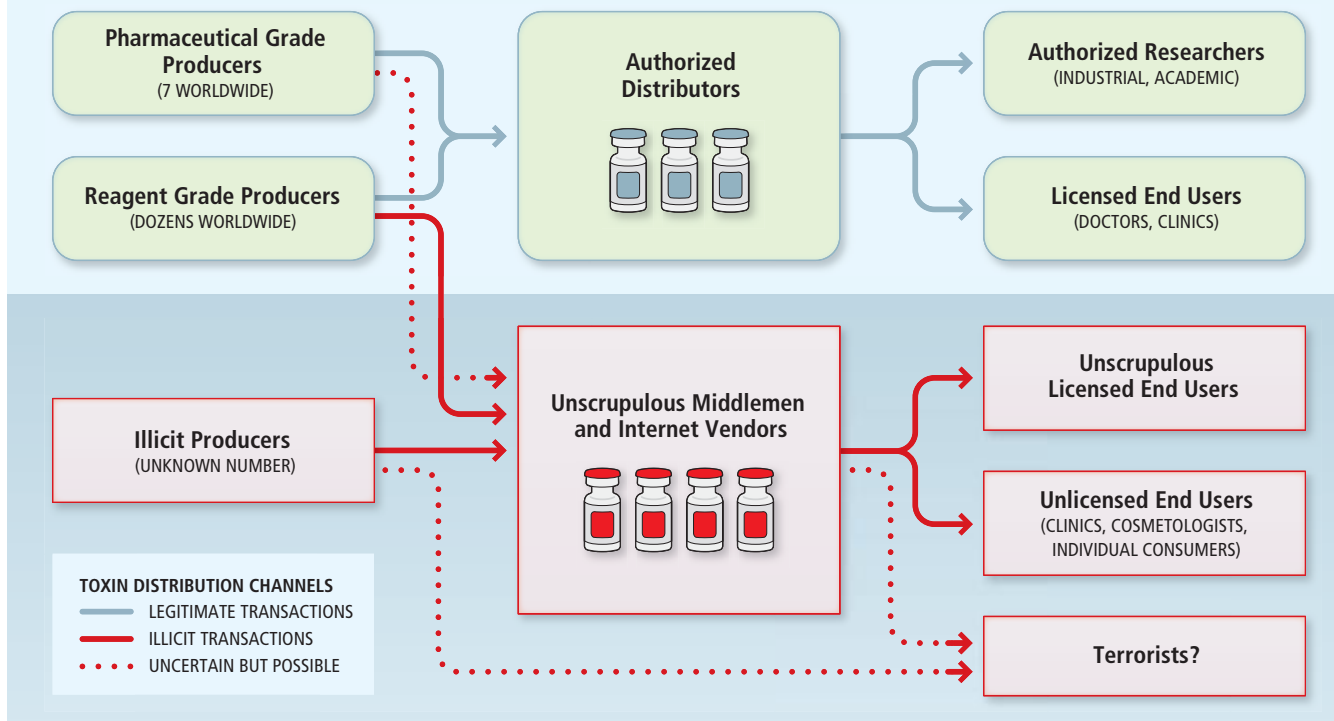 Pharmaceutical Grade
Producers
(7 WORLDWIDE)
Reagent Grade Producers
(DOZENS WORLDWIDE)
Authorized
Distributors
Authorized Researchers
(INDUSTRIAL, ACADEMIC)
Licensed End Users
(DOCTORS, CLINICS)
Illicit Producers
(UNKNOWN NUMBER)
Unscrupulous Middlemen
and Internet Vendors
Unscrupulous
Licensed End Users
Unlicensed End Users
(CLINICS, COSMETOLOGISTS,
INDIVIDUAL CONSUMERS)
Terrorists?
TOXIN DISTRIBUTION CHANNELS
LEGITIMATE TRANSACTIONS
ILLICIT TRANSACTIONS
UNCERTAIN BUT POSSIBLE